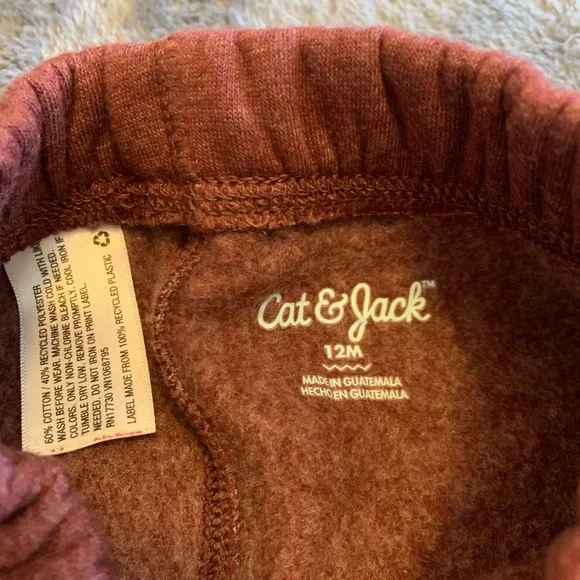 60% COTTON / 40% RECYCLED POLYESTER
WASH BEFORE WEAR. MACHINE WASH COLD WITH LIKE
COLORS. ONLY NON-CHLORINE BLEACH IF NEEDED.
TUMBLE DRY LOW. REMOVE PROMPTLY. COOL IRON IF
NEEDED. DO NOT IRON ON PRINT LABEL.
RN17730 VN1068795
LABEL MADE FROM 100% RECYCLED PLASTIC
Cat & Jack™
12M
MADE IN GUATEMALA
HECHO EN GUATEMALA